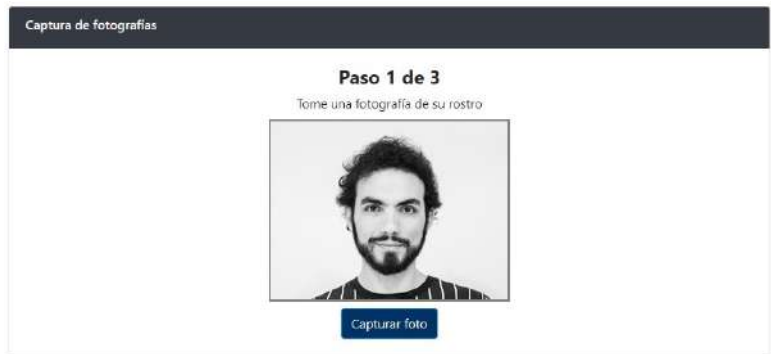 Captura de fotografías
Paso 1 de 3
Tome una fotografía de su rostro
Capturar foto